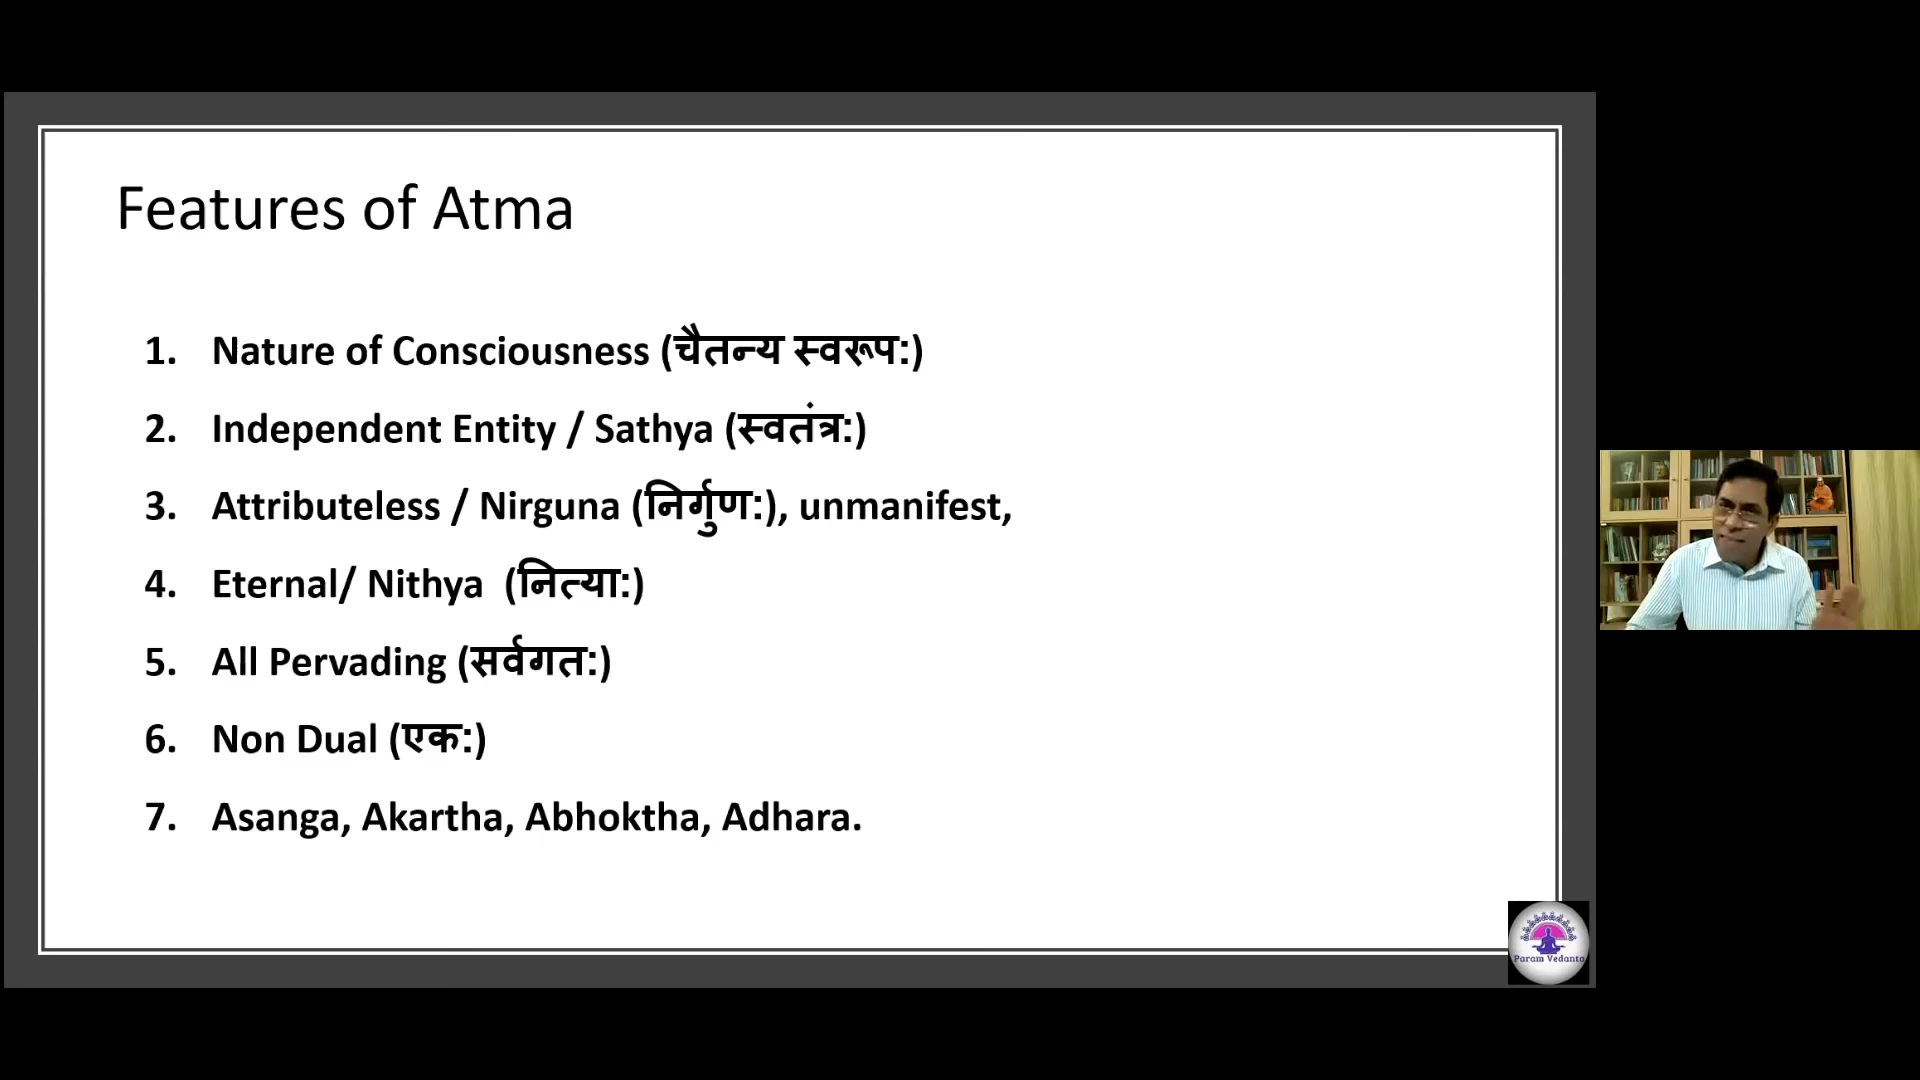 Features of Atma
1. Nature of Consciousness (चैतन्य स्वरूप:)
2. Independent Entity / Sathya (स्वतंत्र:)
3. Attributeless / Nirguna (निर्गुण:), unmanifest,
4. Eternal/ Nithya (नित्या:)
5. All Pervading (सर्वगत:)
6. Non Dual (एक:)
7. Asanga, Akartha, Abhoktha, Adhara.
Param Vedanta